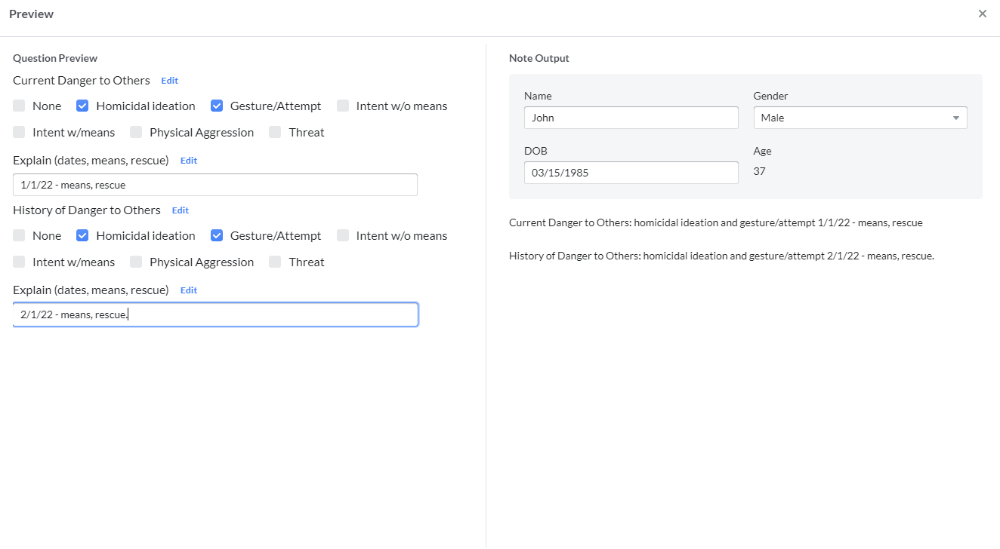 Preview
Question Preview
Current Danger to Others Edit
None Homicidal ideation Gesture/Attempt Intent w/o means
Intent w/means Physical Aggression Threat
Explain (dates, means, rescue) Edit
1/1/22 - means, rescue
History of Danger to Others Edit
None Homicidal ideation Gesture/Attempt Intent w/o means
Intent w/means Physical Aggression Threat
Explain (dates, means, rescue) Edit
2/1/22 - means, rescue.
Note Output
Name Gender
John Male
DOB Age
03/15/1985 37
Current Danger to Others: homicidal ideation and gesture/attempt 1/1/22 - means, rescue
History of Danger to Others: homicidal ideation and gesture/attempt 2/1/22 - means, rescue.